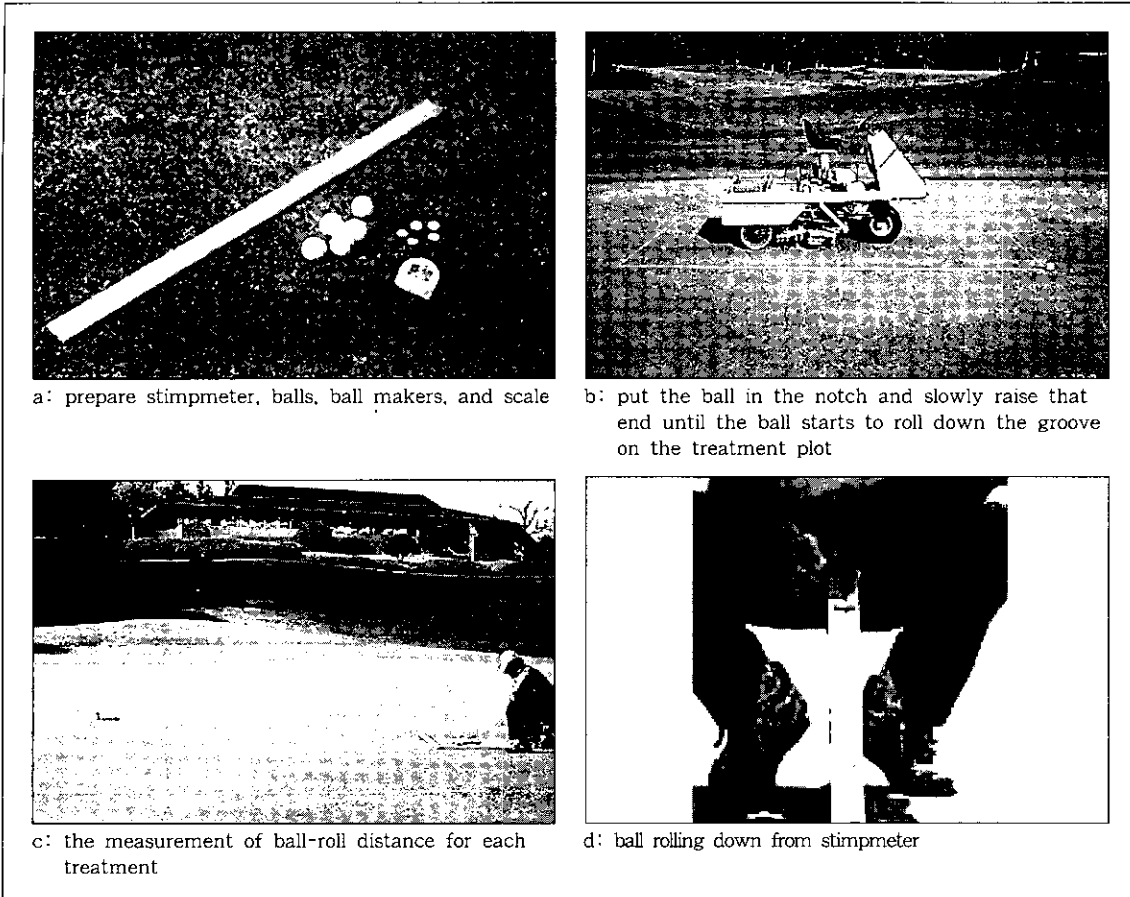 a: prepare stimpmeter, balls, ball makers, and scale
b: put the ball in the notch and slowly raise that
end until the ball starts to roll down the groove
on the treatment plot
c: the measurement of ball-roll distance for each
treatment
d: ball rolling down from stimpmeter